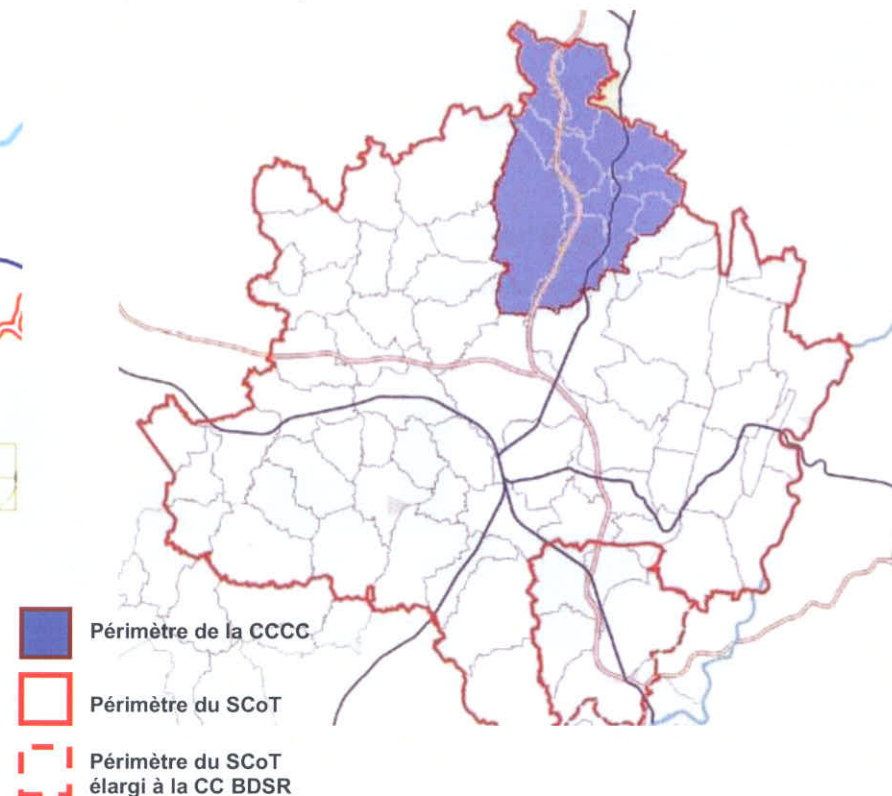 Périmètre de la CCCC
Périmètre du SCoT
Périmètre du SCoT
élargi à la CC BDSR